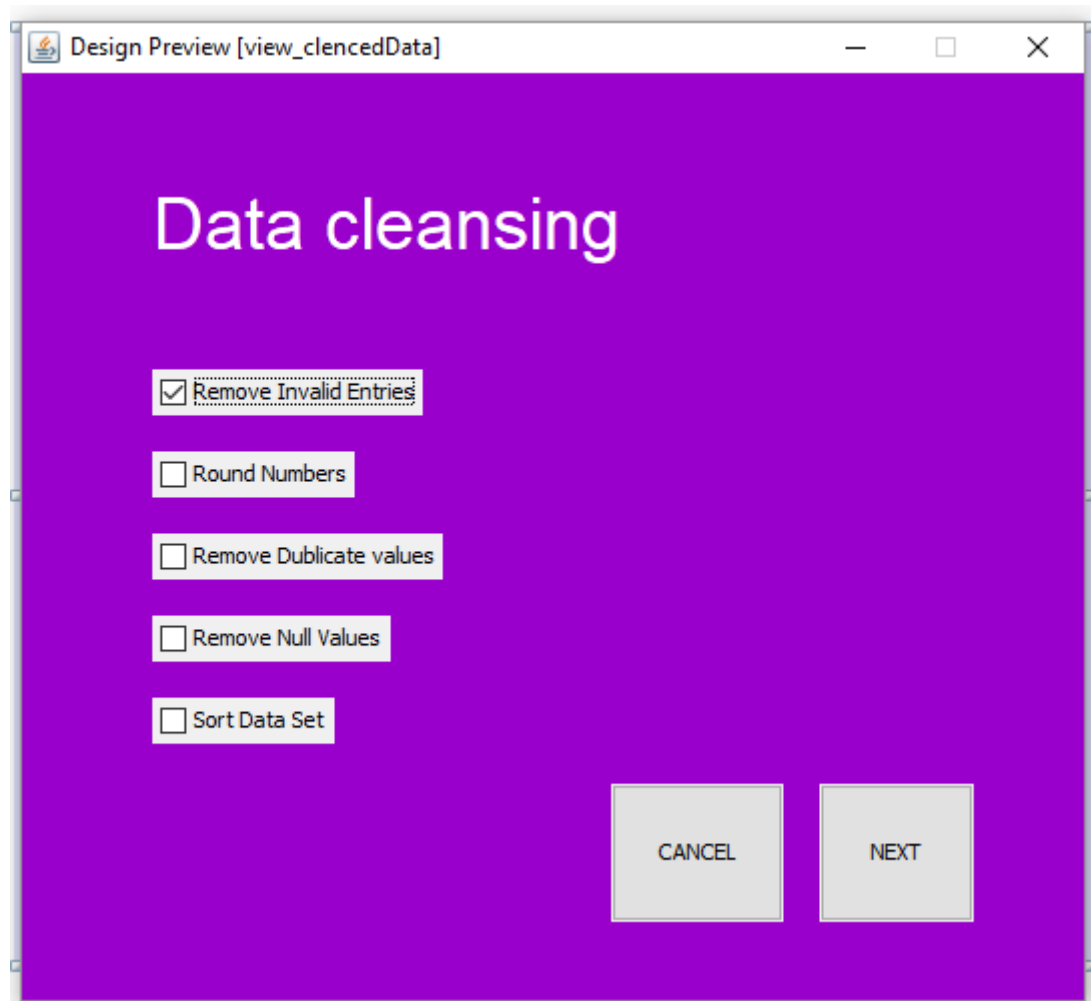 Design Preview [view_clencedData]
Data cleansing
Remove Invalid Entries
Round Numbers
Remove Dublicate values
Remove Null Values
Sort Data Set
CANCEL NEXT